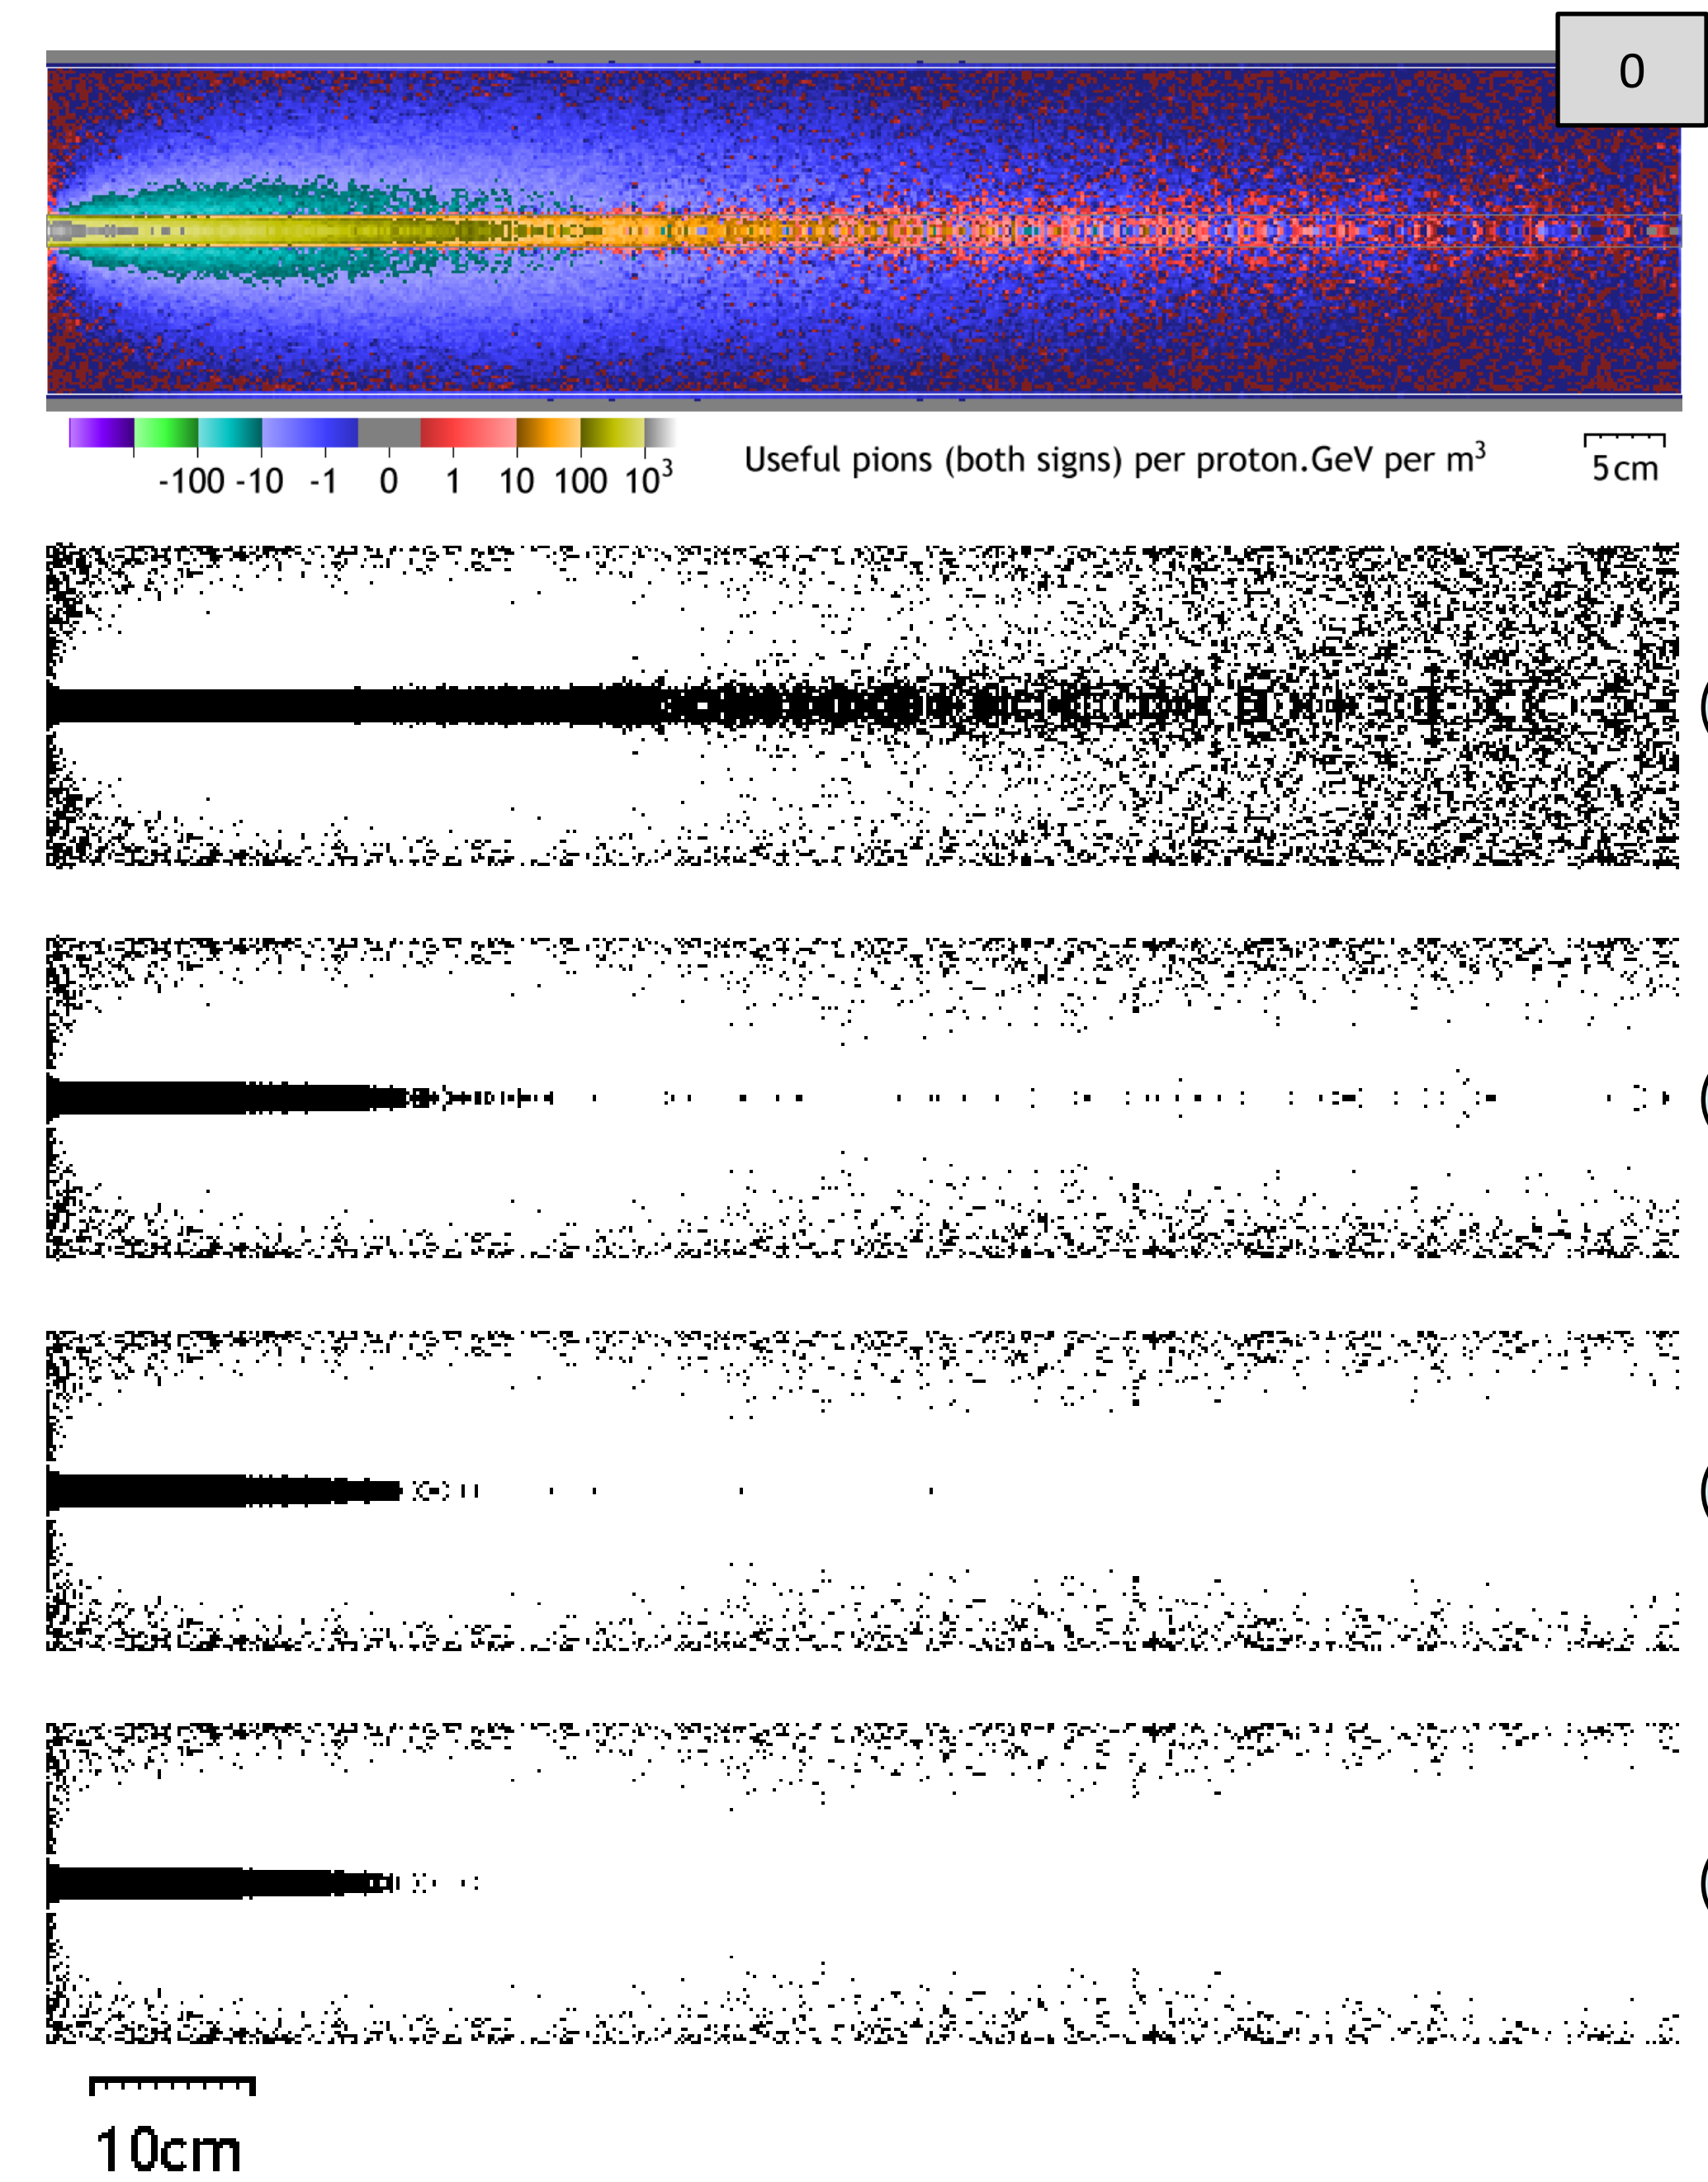 0
-100 -10 -1 0 1 10 100 10³
Useful pions (both signs) per proton.GeV per m³
5cm
10cm